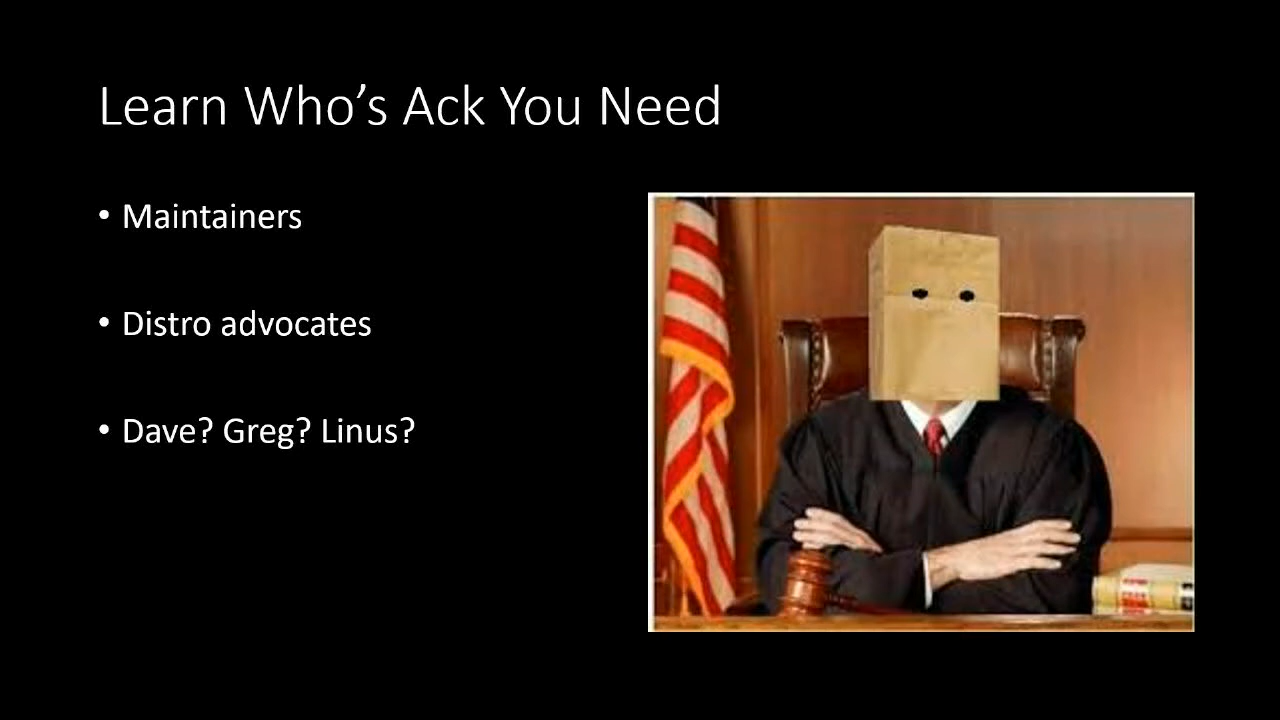 Learn Who’s Ack You Need
• Maintainers
• Distro advocates
• Dave? Greg? Linus?